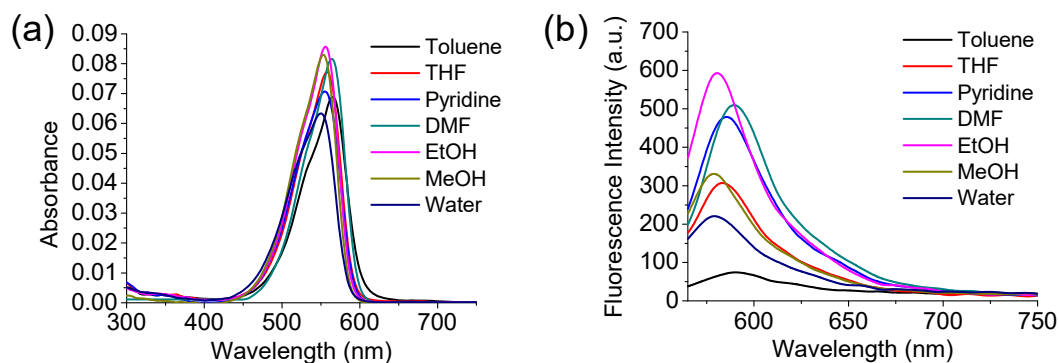 (a)
Absorbance
0.09
0.08
0.07
0.06
0.05
0.04
0.03
0.02
0.01
0.00
300
400
500
600
700
Wavelength (nm)
Toluene
THF
Pyridine
DMF
EtOH
MeOH
Water
(b)
Fluorescence Intensity (a.u.)
700
600
500
400
300
200
100
0
600
650
700
750
Wavelength (nm)
Toluene
THF
Pyridine
DMF
EtOH
MeOH
Water